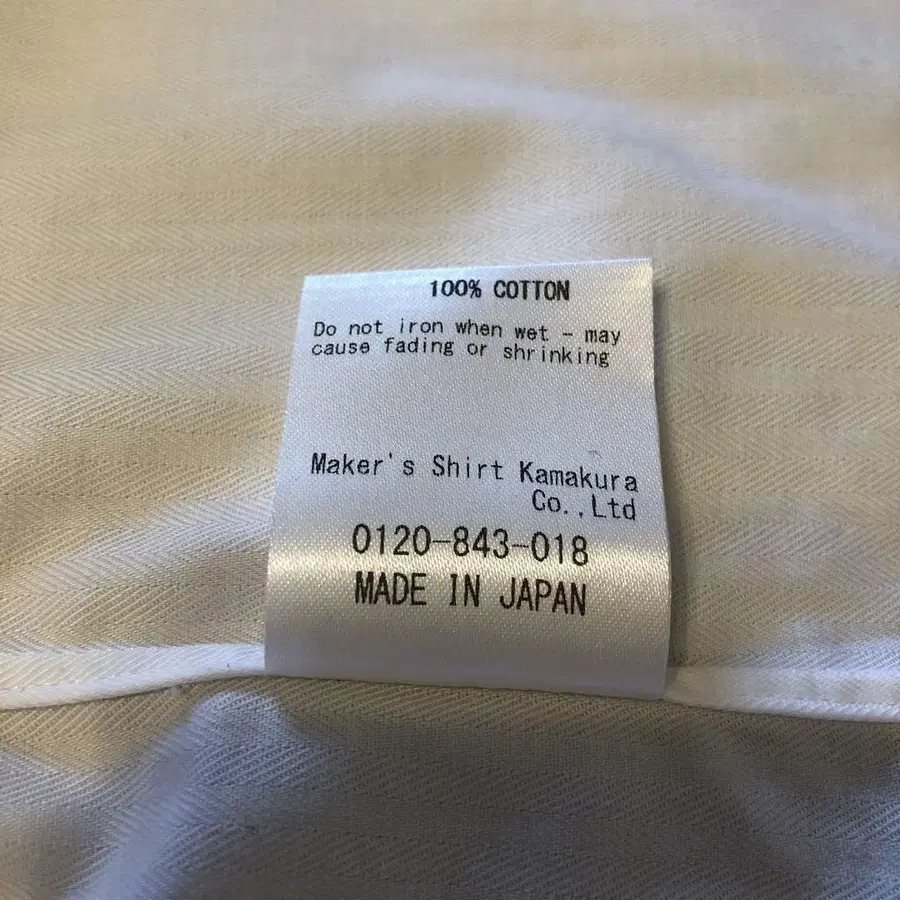 100% COTTON
Do not iron when wet - may
cause fading or shrinking
Maker's Shirt Kamakura
Co.,Ltd
0120-843-018
MADE IN JAPAN